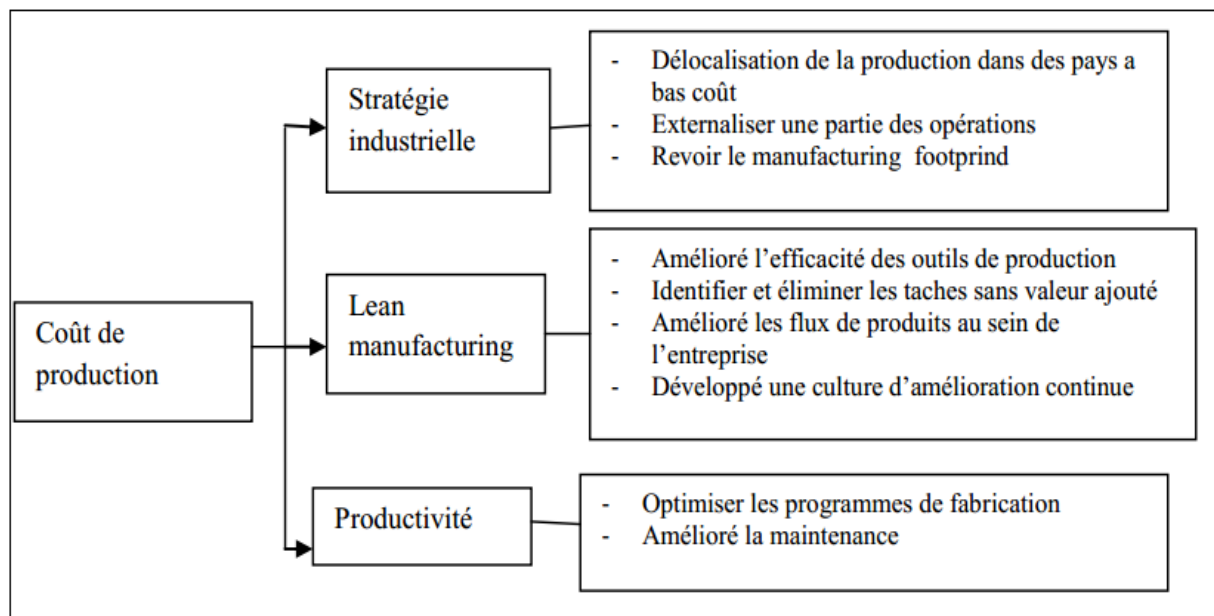 Coût de
production
Stratégie
industrielle
- Délocalisation de la production dans des pays a
bas coût
- Externaliser une partie des opérations
- Revoir le manufacturing footprind
Lean
manufacturing
- Amélioré l’efficacité des outils de production
- Identifier et éliminer les taches sans valeur ajouté
- Amélioré les flux de produits au sein de
l’entreprise
- Développé une culture d’amélioration continue
Productivité
- Optimiser les programmes de fabrication
- Amélioré la maintenance